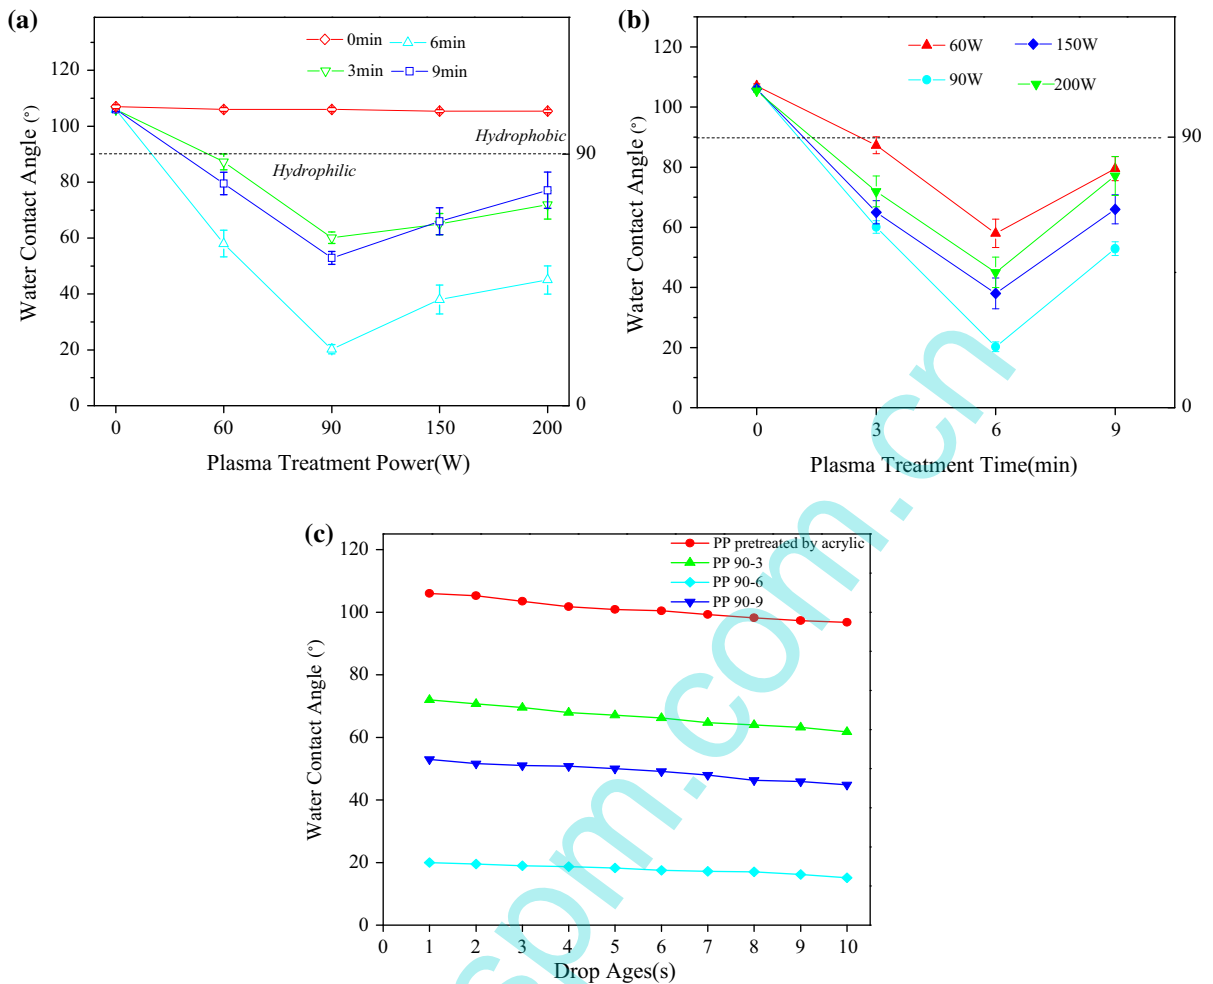 (a)
0min
6min
3min
9min
120
100
80
60
40
20
0
Water Contact Angle (°)
Hydrophobic
Hydrophilic
90
0
0
60
90
150
200
Plasma Treatment Power(W)
(b)
60W
150W
90W
200W
120
100
80
60
40
20
0
Water Contact Angle (°)
90
0
0
3
6
9
Plasma Treatment Time(min)
(c)
PP pretreated by acrylic
PP 90-3
PP 90-6
PP 90-9
120
100
80
60
40
20
0
Water Contact Angle (°)
0 1 2 3 4 5 6 7 8 9 10
Drop Ages(s)
spm.com.cn